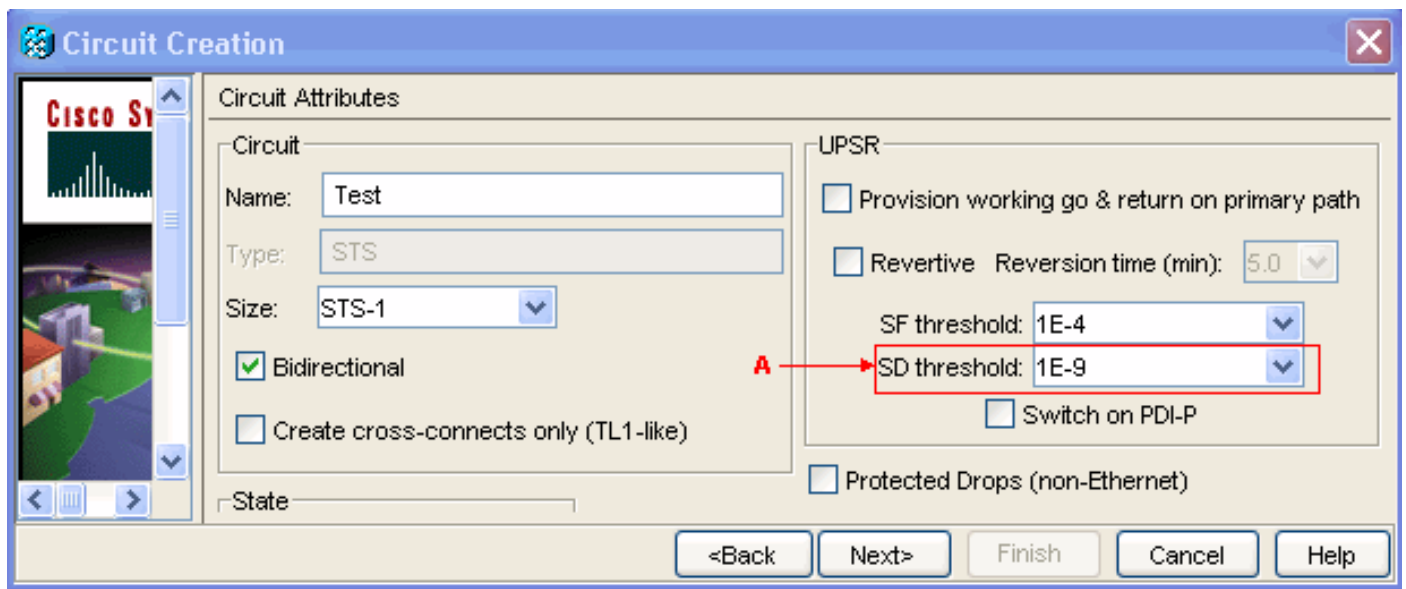 Circuit Creation
Cisco Sy
Circuit Attributes
Circuit
Name: Test
Type: STS
Size: STS-1
Bidirectional
Create cross-connects only (TL1-like)
State
UPSR
Provision working go & return on primary path
Revertive Reversion time (min): 5.0
SF threshold: 1E-4
A
SD threshold: 1E-9
Switch on PDI-P
Protected Drops (non-Ethernet)
<Back Next> Finish Cancel Help